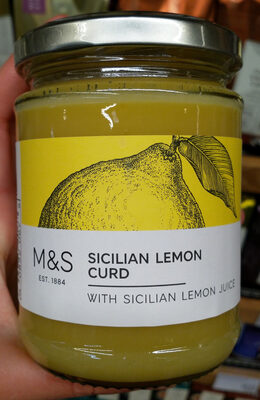 M&S
EST. 1884
SICILIAN LEMON
CURD
WITH SICILIAN LEMON JUICE